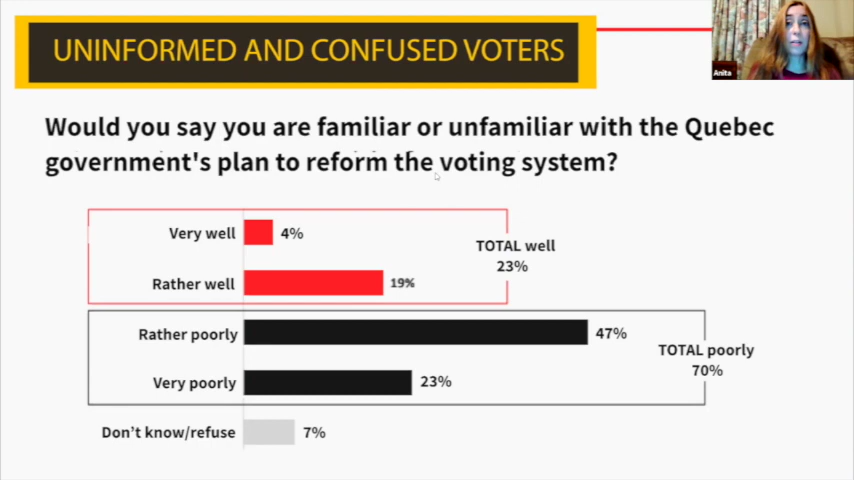 UNINFORMED AND CONFUSED VOTERS
Anita
Would you say you are familiar or unfamiliar with the Quebec
government's plan to reform the voting system?
Very well 4%
Rather well 19%
TOTAL well
23%
Rather poorly 47%
Very poorly 23%
TOTAL poorly
70%
Don't know/refuse 7%